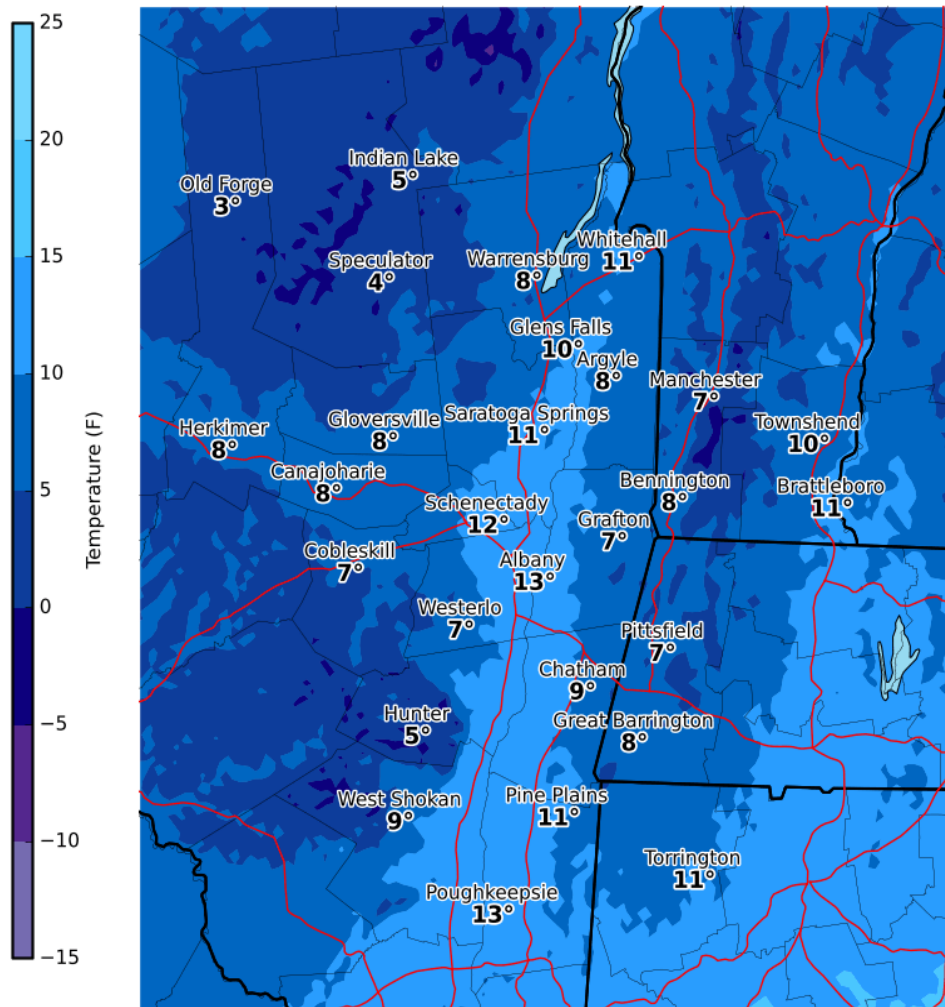 25
20
15
10
5
0
−5
−10
−15
Temperature (F)
Indian Lake
5°
Old Forge
3°
Whitehall
11°
Speculator
4°
Warrensburg
8°
Glens Falls
10°
Argyle
8°
Manchester
7°
Saratoga Springs
11°
Gloversville
8°
Townshend
10°
Herkimer
8°
Canajoharie
8°
Bennington
8°
Brattleboro
11°
Schenectady
12°
Grafton
7°
Cobleskill
7°
Albany
13°
Westerlo
7°
Pittsfield
7°
Chatham
9°
Hunter
5°
Great Barrington
8°
West Shokan
9°
Pine Plains
11°
Torrington
11°
Poughkeepsie
13°